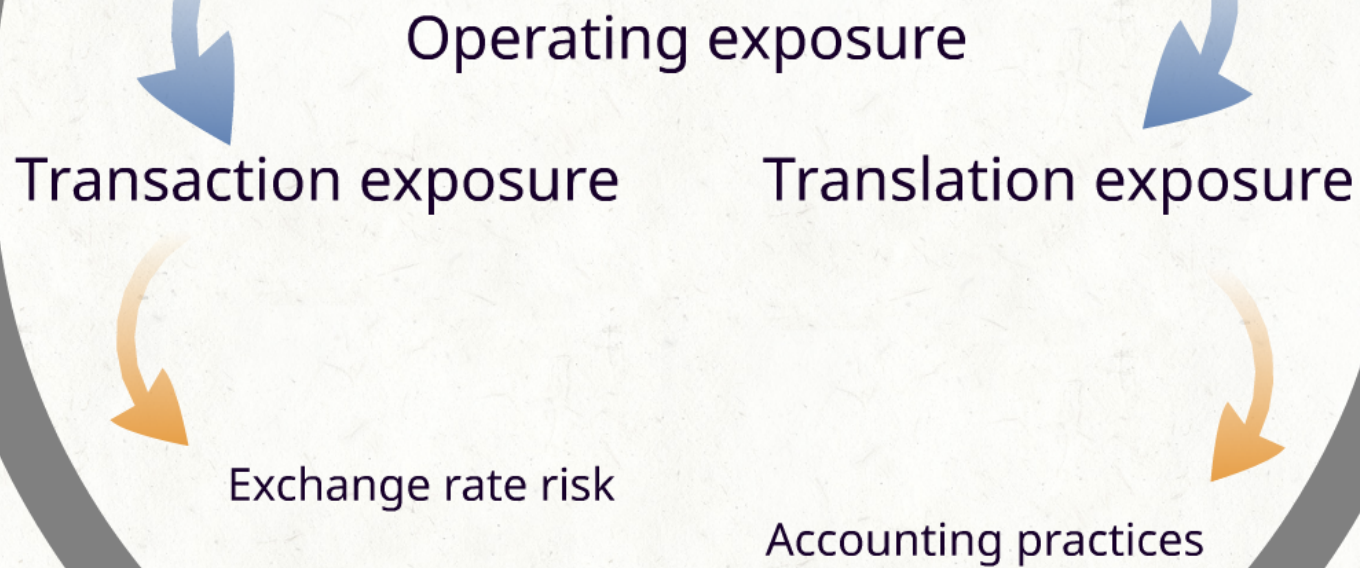 Operating exposure
Transaction exposure
Translation exposure
Exchange rate risk
Accounting practices